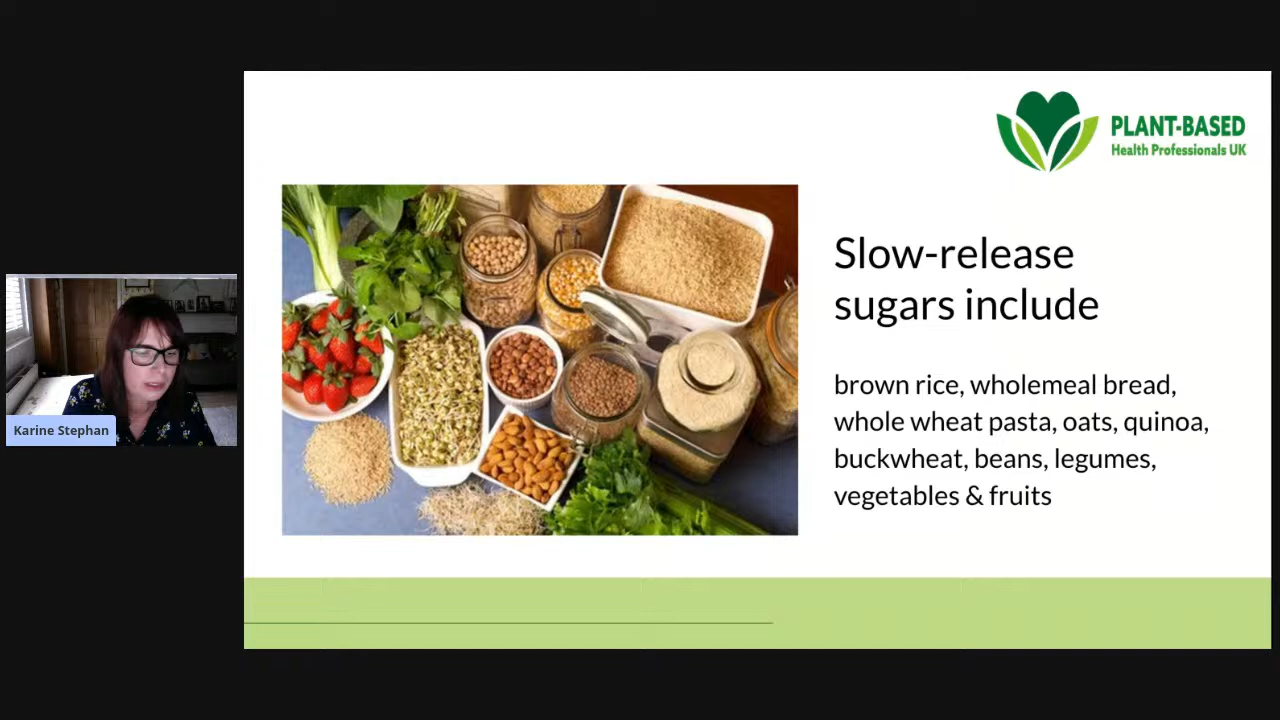 PLANT-BASED
Health Professionals UK
Slow-release
sugars include
brown rice, wholemeal bread,
whole wheat pasta, oats, quinoa,
buckwheat, beans, legumes,
vegetables & fruits
Karine Stephan